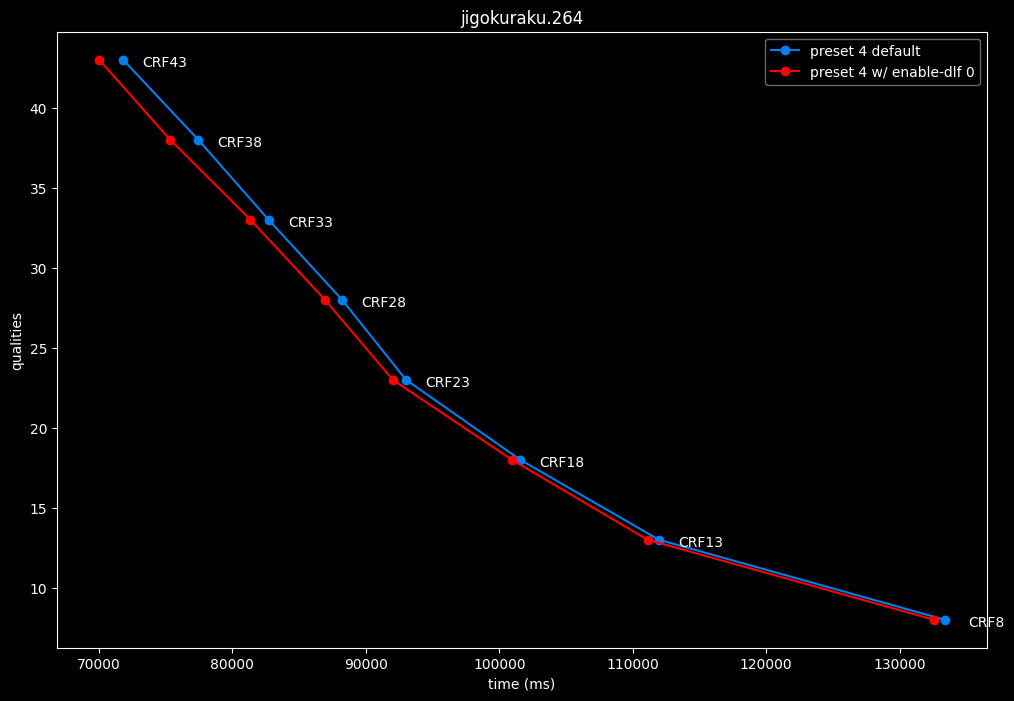 jigokuraku.264
preset 4 default
preset 4 w/ enable-dlf 0
qualities
40
35
30
25
20
15
10
CRF43
CRF38
CRF33
CRF28
CRF23
CRF18
CRF13
CRF8
70000 80000 90000 100000 110000 120000 130000
time (ms)